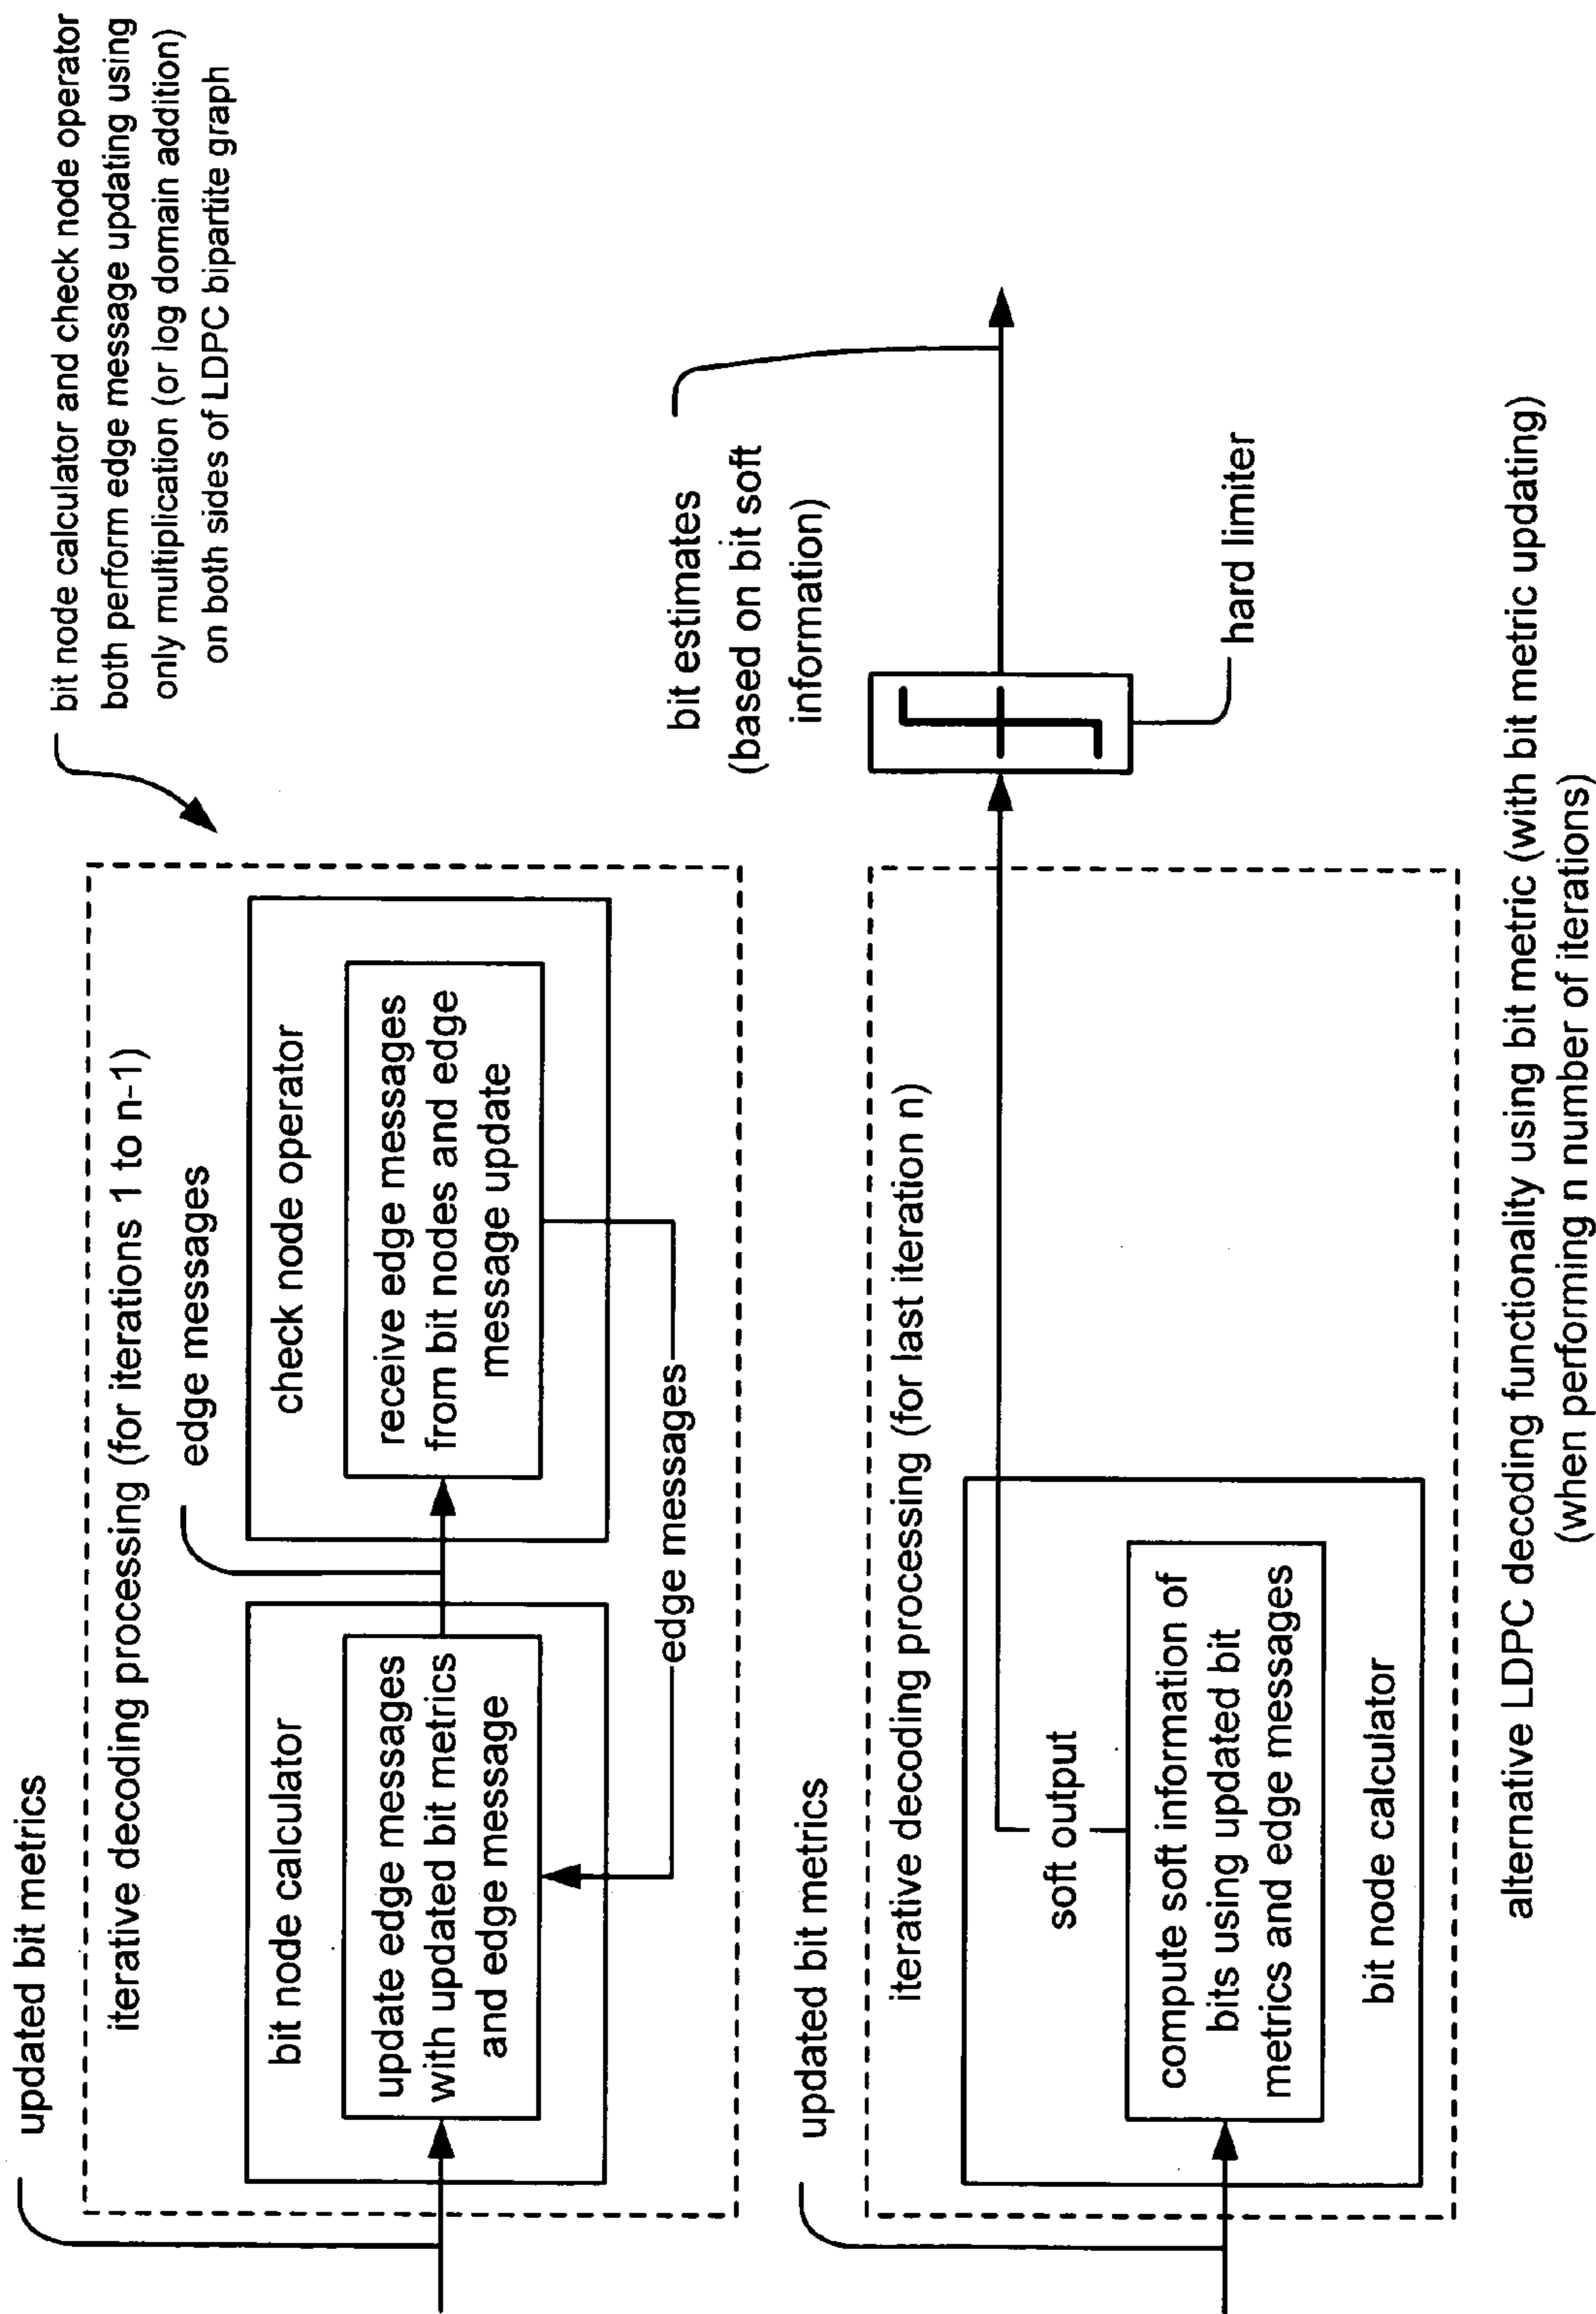 bit node calculator and check node operator
both perform edge message updating using
only multiplication (or log domain addition)
on both sides of LDPC bipartite graph
updated bit metrics
iterative decoding processing (for iterations 1 to n-1)
edge messages
bit node calculator
update edge messages
with updated bit metrics
and edge message
check node operator
receive edge messages
from bit nodes and edge
message update
edge messages
updated bit metrics
iterative decoding processing (for last iteration n)
soft output
compute soft information of
bits using updated bit
metrics and edge messages
bit node calculator
bit estimates
(based on bit soft
information)
hard limiter
alternative LDPC decoding functionality using bit metric (with bit metric updating)
(when performing n number of iterations)